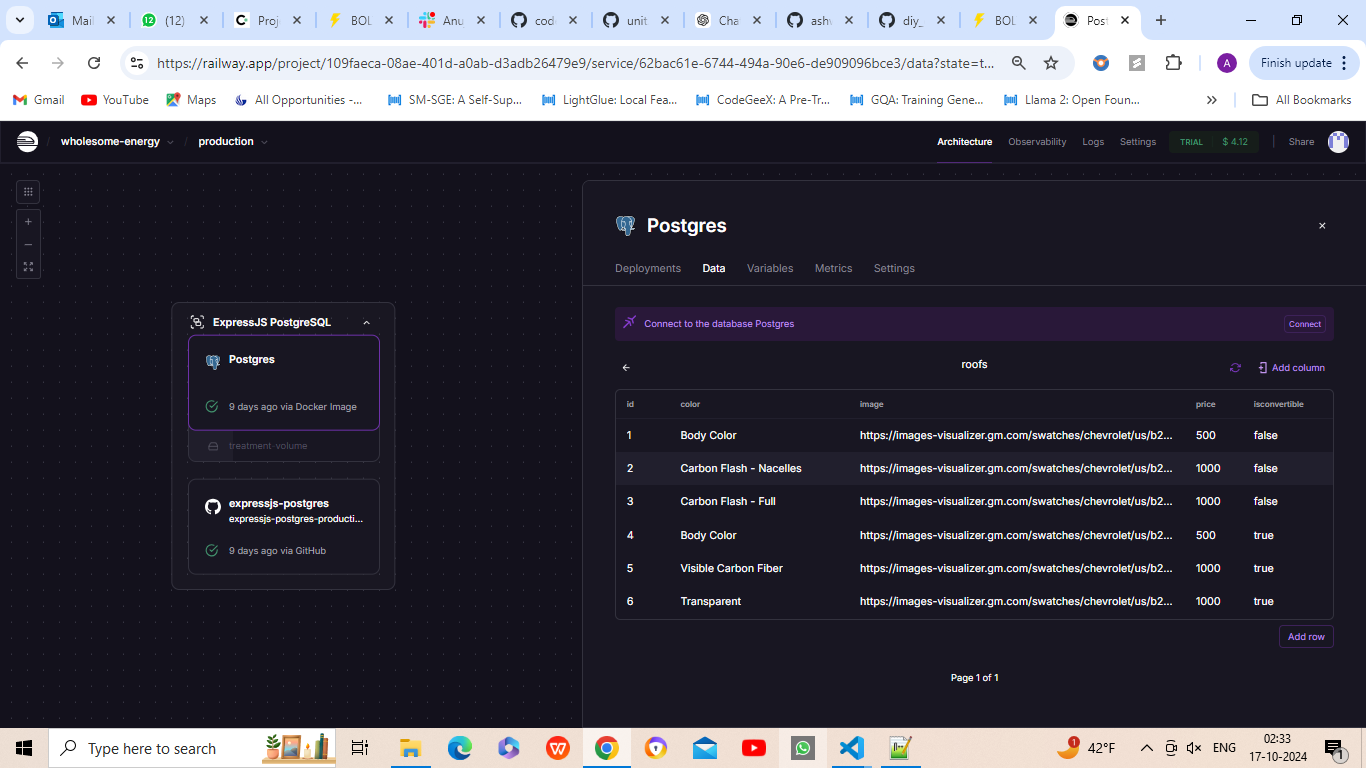 Mail
(12)
Proj
BOL
Anu
code
unit
Cha
ashv
diy_
BOL
Post
https://railway.app/project/109faeca-08ae-401d-a0ab-d3adb26479e9/service/62bac61e-6744-494a-90e6-de909096bce3/data?state=t...
A
Finish update
Gmail
YouTube
Maps
All Opportunities -...
SM-SGE: A Self-Sup...
LightGlue: Local Fea...
CodeGeeX: A Pre-Tr...
GQA: Training Gene...
Llama 2: Open Foun...
All Bookmarks
/ wholesome-energy / production
Architecture
Observability
Logs
Settings
TRIAL $ 4.12
Share
ExpressJS PostgreSQL
Postgres
9 days ago via Docker Image
treatment-volume
expressjs-postgres
expressjs-postgres-producti...
9 days ago via GitHub
Postgres
Deployments Data Variables Metrics Settings
Connect to the database Postgres
Connect
roofs
Add column
id color image price isconvertible
1 Body Color https://images-visualizer.gm.com/swatches/chevrolet/us/b2... 500 false
2 Carbon Flash - Nacelles https://images-visualizer.gm.com/swatches/chevrolet/us/b2... 1000 false
3 Carbon Flash - Full https://images-visualizer.gm.com/swatches/chevrolet/us/b2... 1000 false
4 Body Color https://images-visualizer.gm.com/swatches/chevrolet/us/b2... 500 true
5 Visible Carbon Fiber https://images-visualizer.gm.com/swatches/chevrolet/us/b2... 1000 true
6 Transparent https://images-visualizer.gm.com/swatches/chevrolet/us/b2... 1000 true
Add row
Page 1 of 1
Type here to search
1
42°F
ENG
02:33
17-10-2024
1